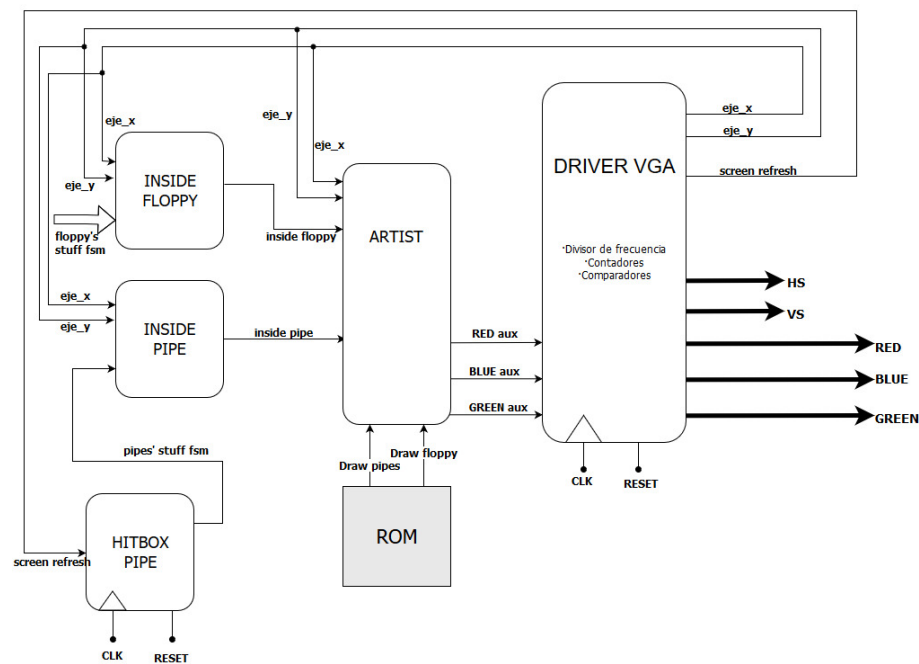 eje_x
eje_y
screen refresh
eje_x
eje_y
INSIDE
FLOPPY
floppy's
stuff fsm
eje_y
eje_x
inside floppy
ARTIST
DRIVER VGA
·Divisor de frecuencia
·Contadores
·Comparadores
HS
VS
RED
BLUE
GREEN
eje_x
eje_y
INSIDE
PIPE
inside pipe
RED aux
BLUE aux
GREEN aux
pipes' stuff fsm
Draw pipes
Draw floppy
ROM
CLK
RESET
HITBOX
PIPE
screen refresh
CLK
RESET